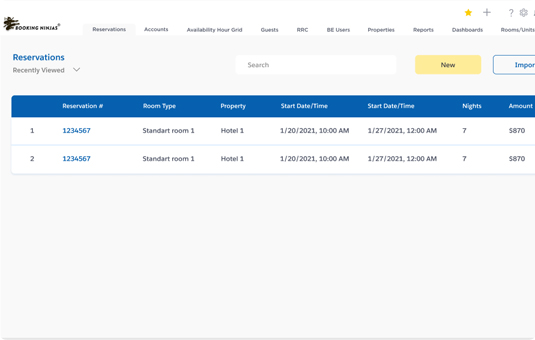 BOOKING NINJAS®
Reservations Accounts Availability Hour Grid Guests RRC BE Users Properties Reports Dashboards Rooms/Units
?
Reservations
Recently Viewed
Search
New
Impor
Reservation # Room Type Property Start Date/Time Start Date/Time Nights Amount
1 1234567 Standart room 1 Hotel 1 1/20/2021, 10:00 AM 1/27/2021, 12:00 AM 7 S870
2 1234567 Standart room 1 Hotel 1 1/20/2021, 10:00 AM 1/27/2021, 12:00 AM 7 S870